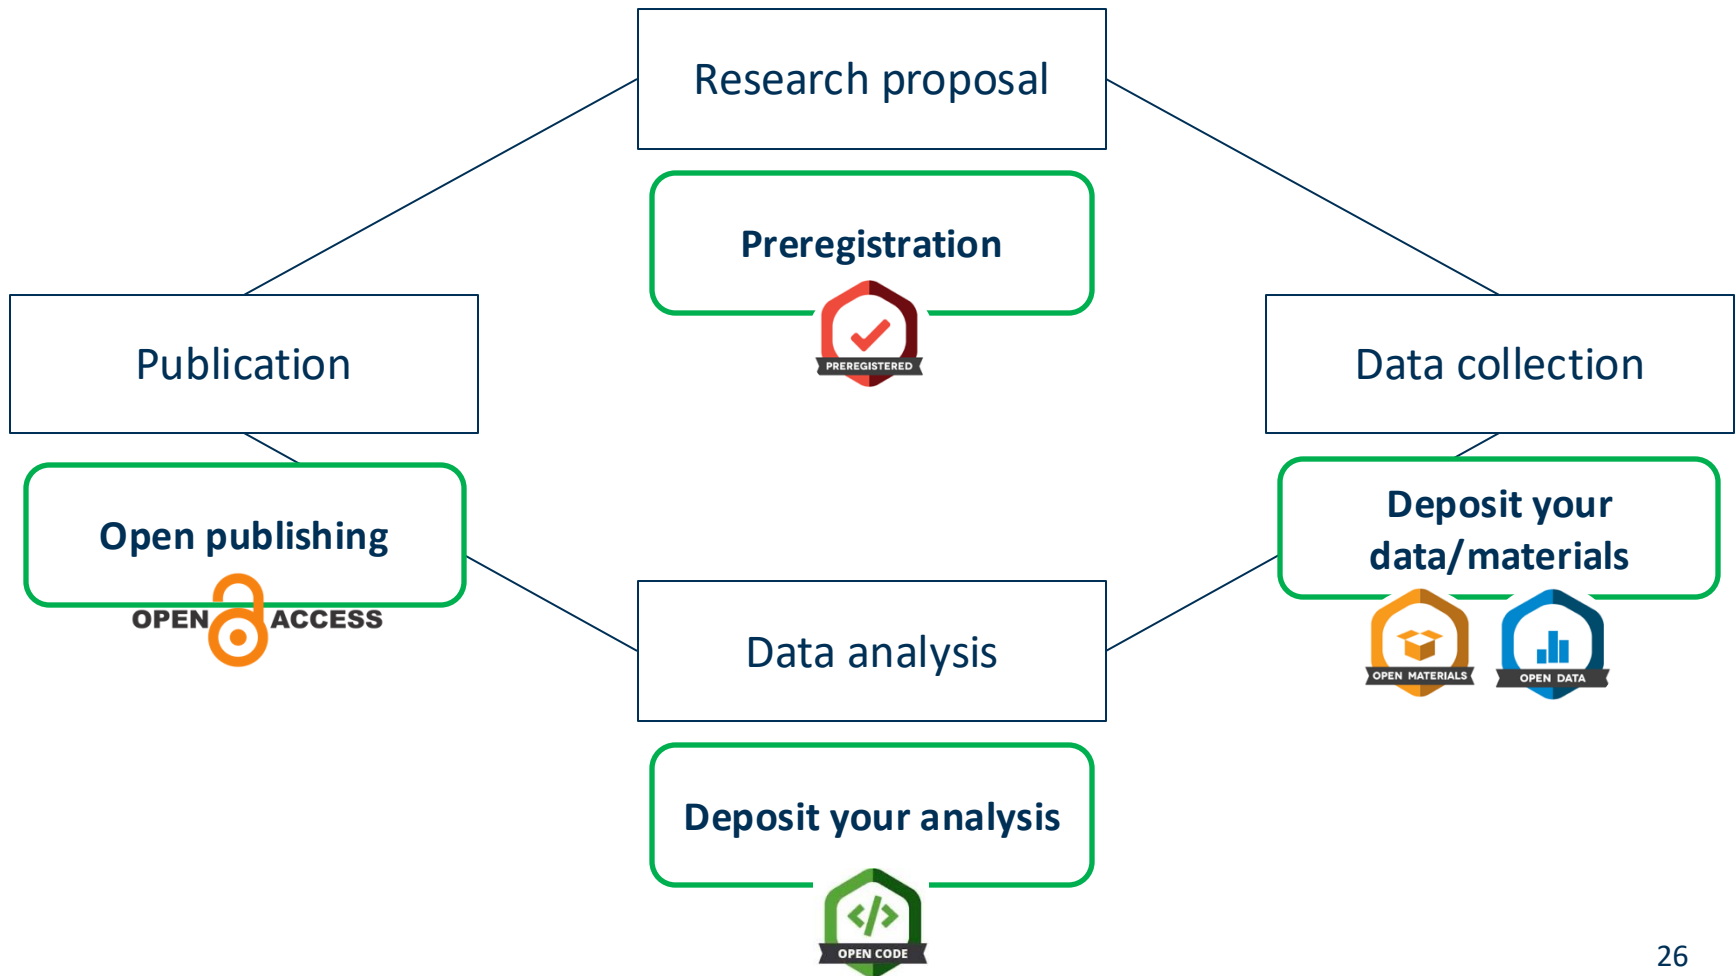 Research proposal
Preregistration
PREREGISTERED
Publication
Data collection
Open publishing
OPEN ACCESS
Deposit your
data/materials
OPEN MATERIALS
OPEN DATA
Data analysis
Deposit your analysis
</>
OPEN CODE
26